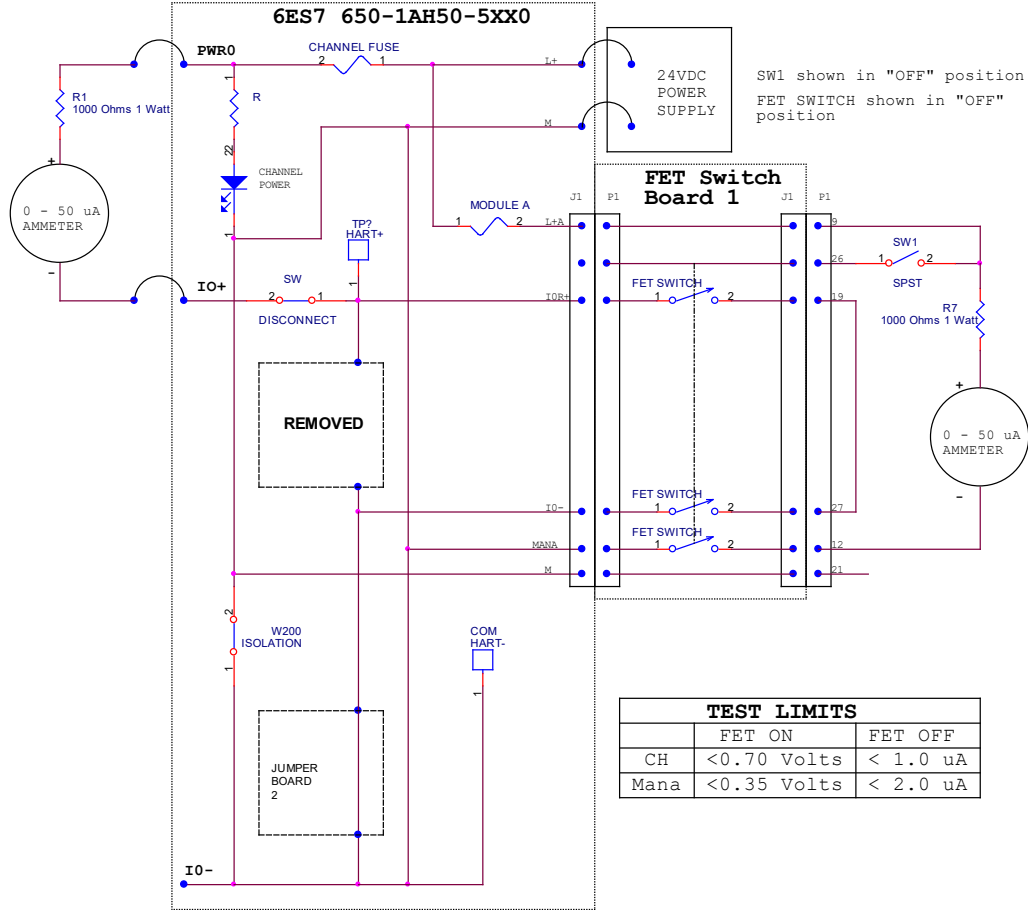 6ES7 650-1AH50-5XX0
PWR0
CHANNEL FUSE
2
1
L+
24VDC
POWER
SUPPLY
SW1 shown in "OFF" position
FET SWITCH shown in "OFF"
position
R1
1000 Ohms 1 Watt
1
R
22
M
CHANNEL
POWER
1
+
0 - 50 uA
AMMETER
-
FET Switch
Board 1
J1
P1
J1
P1
MODULE A
1
2
L+A
9
TP?
HART+
1
SW1
1
2
SPST
26
IO+
SW
2
1
DISCONNECT
I0R+
FET SWITCH
1
2
19
R7
1000 Ohms 1 Watt
REMOVED
+
0 - 50 uA
AMMETER
-
I0-
FET SWITCH
1
2
27
MANA
FET SWITCH
1
2
12
M
21
2
W200
ISOLATION
1
COM
HART-
1
JUMPER
BOARD
2
I0-
TEST LIMITS
FET ON FET OFF
CH <0.70 Volts < 1.0 uA
Mana <0.35 Volts < 2.0 uA